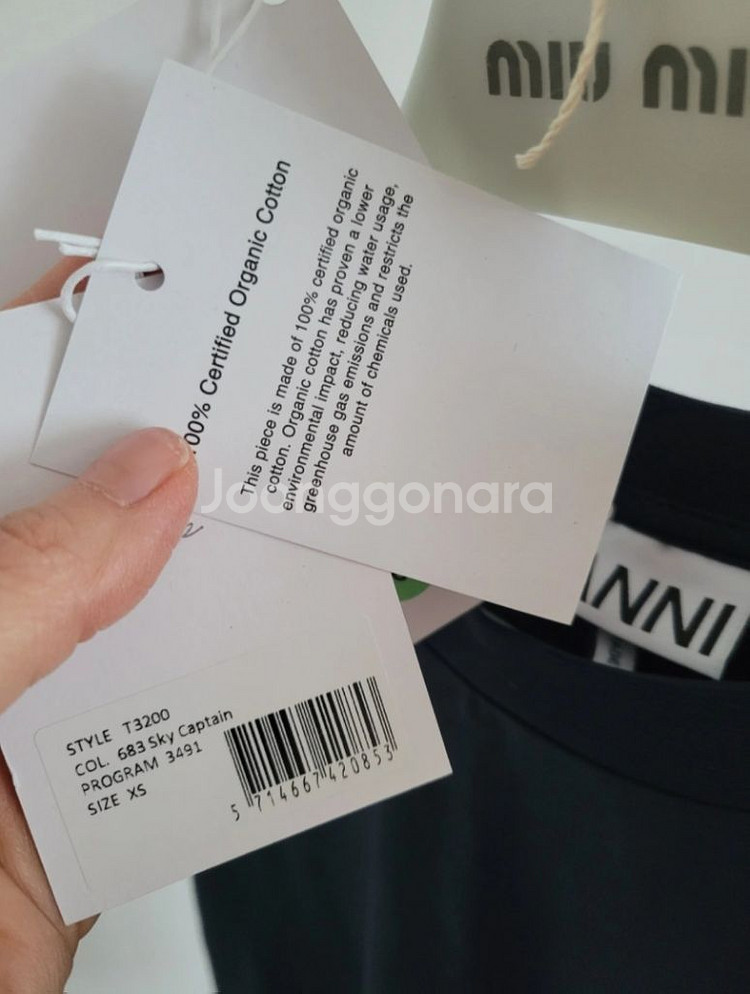 MIU MI
100% Certified Organic Cotton
This piece is made of 100% certified organic
cotton. Organic cotton has proven a lower
environmental impact, reducing water usage,
greenhouse gas emissions and restricts the
amount of chemicals used.
Joonggonara
ANNI
STYLE T3200
COL. 683 Sky Captain
PROGRAM 3491
SIZE XS
5 714667 420853